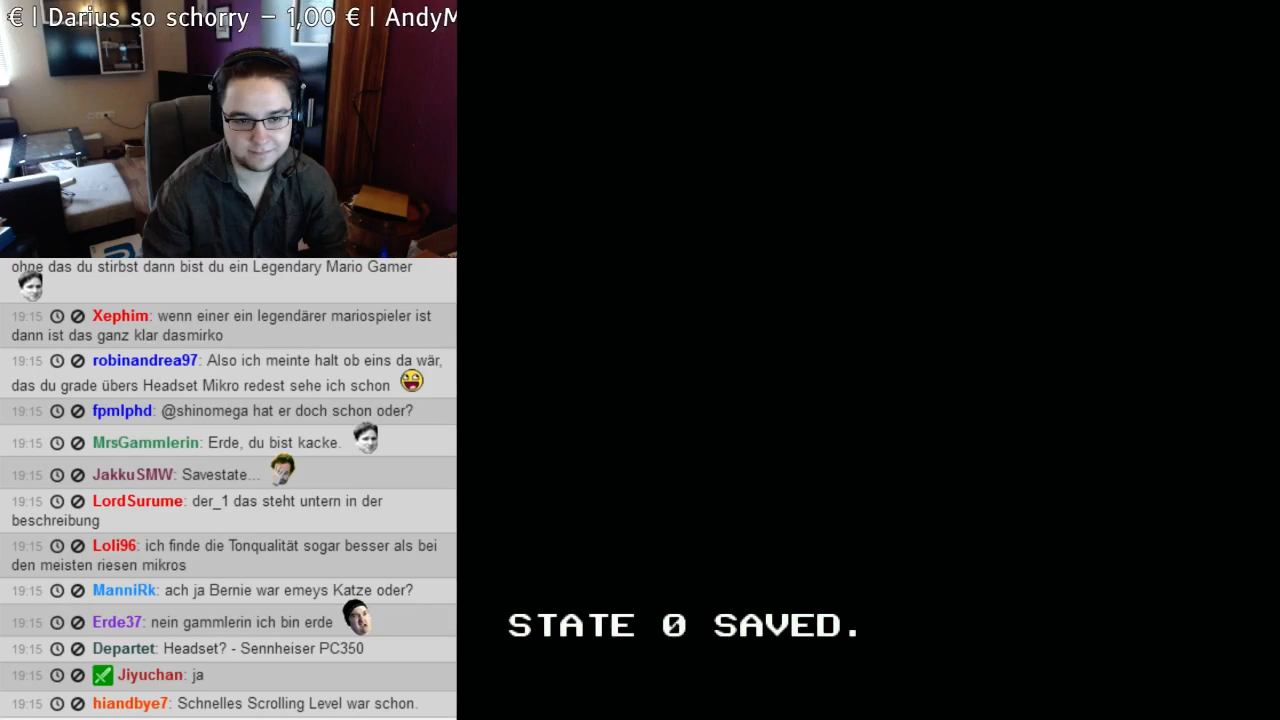 € | Darius so schorry – 1,00 € | AndyM
ohne das du stirbst dann bist du ein Legendary Mario Gamer
19:15 Xephim: wenn einer ein legendärer mariospieler ist
dann ist das ganz klar dasmirko
19:15 robinandrea97: Also ich meinte halt ob eins da wär,
das du grade übers Headset Mikro redest sehe ich schon
19:15 fpmlphd: @shinomega hat er doch schon oder?
19:15 MrsGammlerin: Erde, du bist kacke.
19:15 JakkuSMW: Savestate...
19:15 LordSurume: der_1 das steht untern in der
beschreibung
19:15 Loli96: ich finde die Tonqualität sogar besser als bei
den meisten riesen mikros
19:15 ManniRk: ach ja Bernie war emeys Katze oder?
19:15 Erde37: nein gammlerin ich bin erde
19:15 Departet: Headset? - Sennheiser PC350
19:15 Jiyuchan: ja
19:15 hiandbye7: Schnelles Scrolling Level war schon.
STATE 0 SAVED.